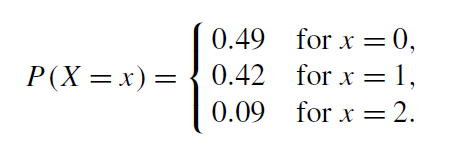 0.49 for x = 0,
P(X = x) = { 0.42 for x = 1,
0.09 for x = 2.